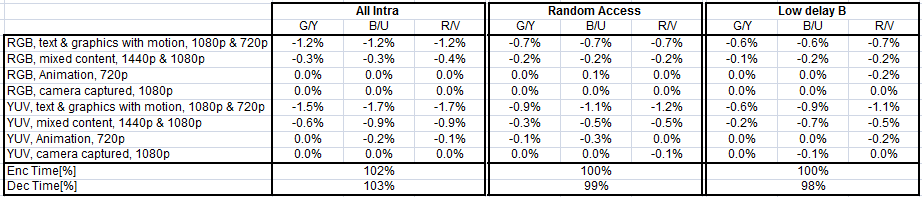 All Intra Random Access Low delay B
G/Y B/U R/V G/Y B/U R/V G/Y B/U R/V
RGB, text & graphics with motion, 1080p & 720p -1.2% -1.2% -1.2% -0.7% -0.7% -0.7% -0.6% -0.6% -0.7%
RGB, mixed content, 1440p & 1080p -0.3% -0.3% -0.4% -0.2% -0.2% -0.2% -0.1% -0.2% -0.2%
RGB, Animation, 720p 0.0% 0.0% 0.0% 0.0% 0.1% 0.0% 0.0% 0.0% -0.2%
RGB, camera captured, 1080p 0.0% 0.0% 0.0% 0.0% 0.0% 0.0% 0.0% 0.0% 0.0%
YUV, text & graphics with motion, 1080p & 720p -1.5% -1.7% -1.7% -0.9% -1.1% -1.2% -0.6% -0.9% -1.1%
YUV, mixed content, 1440p & 1080p -0.6% -0.9% -0.9% -0.3% -0.5% -0.5% -0.2% -0.7% -0.5%
YUV, Animation, 720p 0.0% -0.2% -0.1% -0.1% -0.3% 0.0% 0.0% 0.0% -0.2%
YUV, camera captured, 1080p 0.0% 0.0% 0.0% 0.0% 0.0% -0.1% 0.0% -0.1% 0.0%
Enc Time[%] 102% 100% 100%
Dec Time[%] 103% 99% 98%